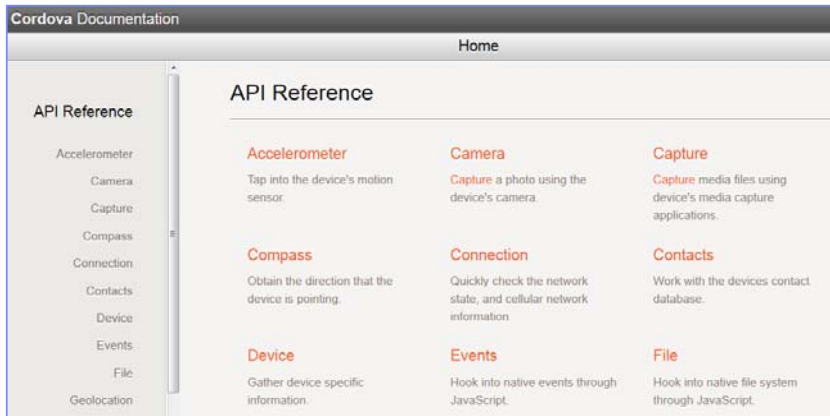 Cordova Documentation
Home
API Reference
Accelerometer
Camera
Capture
Compass
Connection
Contacts
Device
Events
File
Geolocation
API Reference
Accelerometer
Tap into the device's motion
sensor.
Camera
Capture a photo using the
device's camera.
Capture
Capture media files using
device's media capture
applications.
Compass
Obtain the direction that the
device is pointing.
Connection
Quickly check the network
state, and cellular network
information
Contacts
Work with the devices contact
database.
Device
Gather device specific
information.
Events
Hook into native events through
JavaScript.
File
Hook into native file system
through JavaScript.